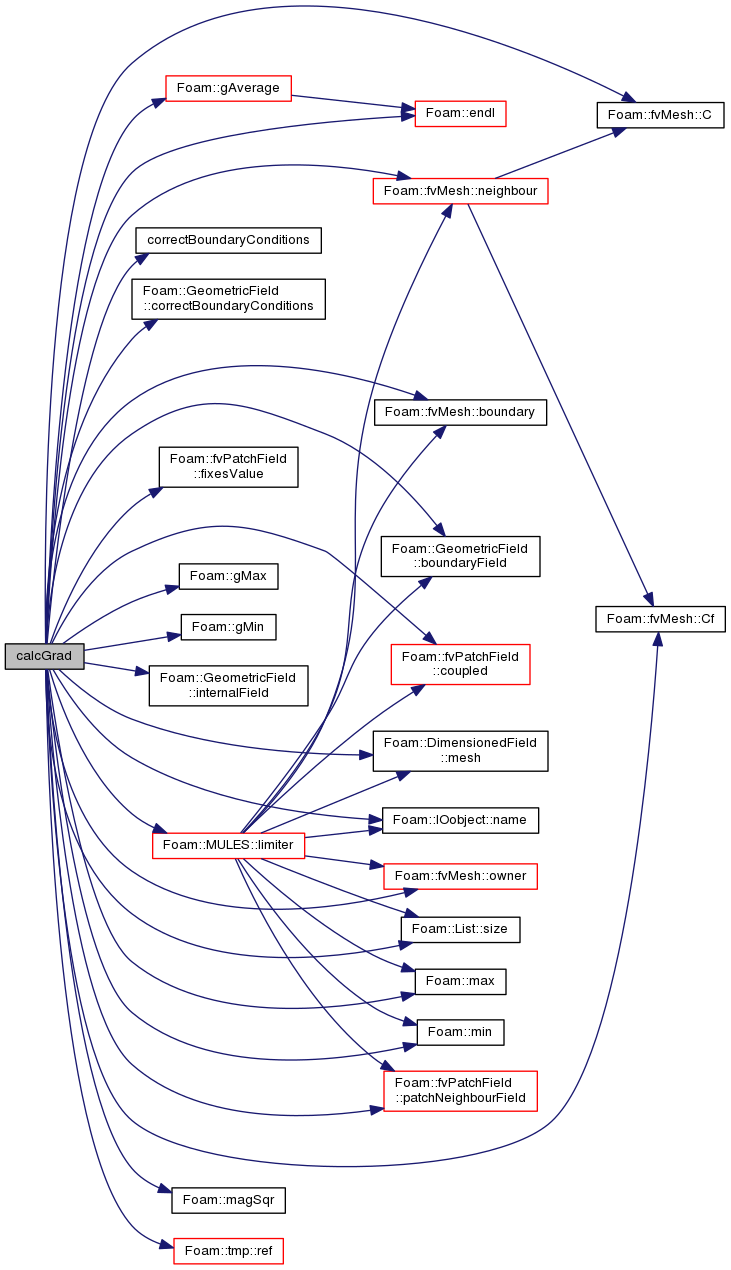 Foam::gAverage
Foam::endl
Foam::fvMesh::C
Foam::fvMesh::neighbour
correctBoundaryConditions
Foam::GeometricField
::correctBoundaryConditions
Foam::fvMesh::boundary
Foam::fvPatchField
::fixesValue
Foam::GeometricField
::boundaryField
Foam::gMax
Foam::gMin
Foam::fvMesh::Cf
calcGrad
Foam::fvPatchField
::coupled
Foam::GeometricField
::internalField
Foam::DimensionedField
::mesh
Foam::IOobject::name
Foam::MULES::limiter
Foam::fvMesh::owner
Foam::List::size
Foam::max
Foam::min
Foam::fvPatchField
::patchNeighbourField
Foam::magSqr
Foam::tmp::ref